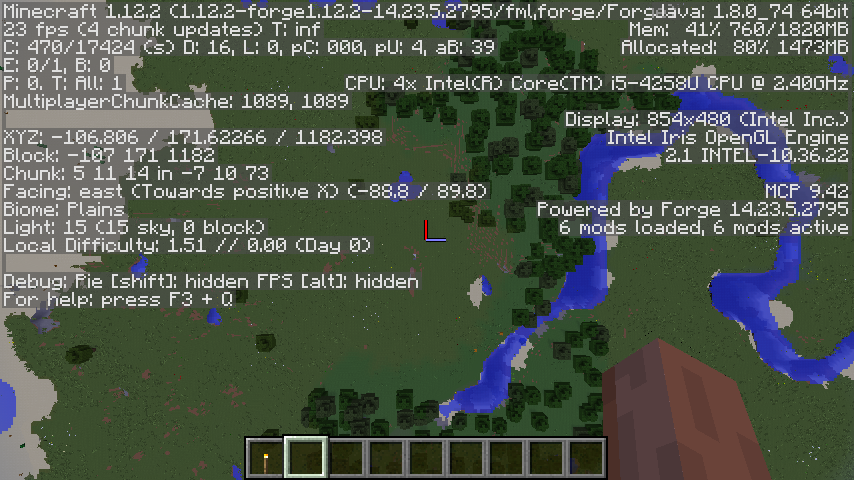 Minecraft 1.12.2 (1.12.2-forge1.12.2-14.23.5.2795/fml,forge/Forge
Java: 1.8.0_74 64bit
23 fps (4 chunk updates) T: inf
Mem: 41% 760/1820MB
C: 470/17424 (s) D: 16, L: 0, pC: 000, pU: 4, aB: 39
Allocated: 80% 1473MB
E: 0/1, B: 0
P: 0. T: All: 1
CPU: 4x Intel(R) Core(TM) i5-4258U CPU @ 2.40GHz
MultiplayerChunkCache: 1089, 1089
Display: 854x480 (Intel Inc.)
XYZ: -106.806 / 171.62266 / 1182.398
Intel Iris OpenGL Engine
Block: -107 171 1182
2.1 INTEL-10.36.22
Chunk: 5 11 14 in -7 10 73
Facing: east (Towards positive X) (-88.8 / 89.8)
MCP 9.42
Biome: Plains
Powered by Forge 14.23.5.2795
Light: 15 (15 sky, 0 block)
6 mods loaded, 6 mods active
Local Difficulty: 1.51 // 0.00 (Day 0)
Debug: Pie [shift]: hidden FPS [alt]: hidden
For help: press F3 + Q